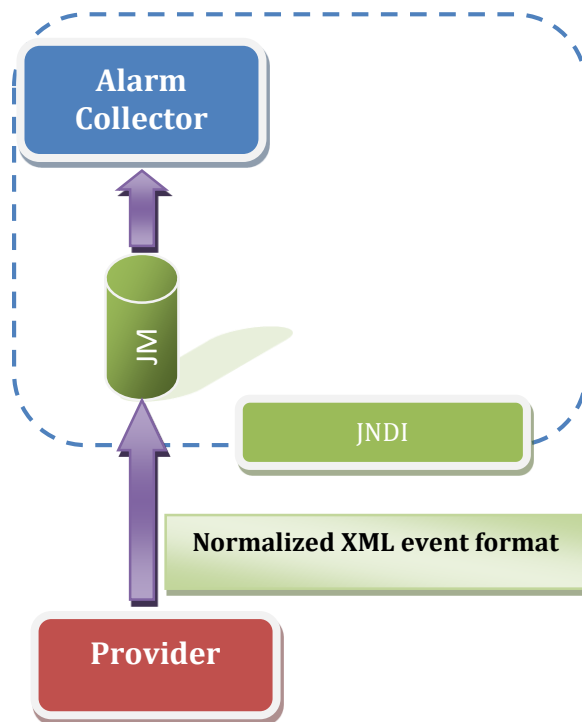 Alarm
Collector
JM
JNDI
Normalized XML event format
Provider